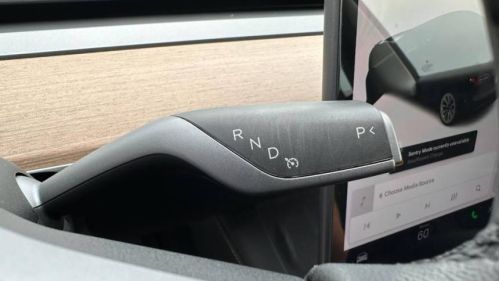 R
N
D
P <
Sentry Mode currently unavailable
Choose Media Source
60